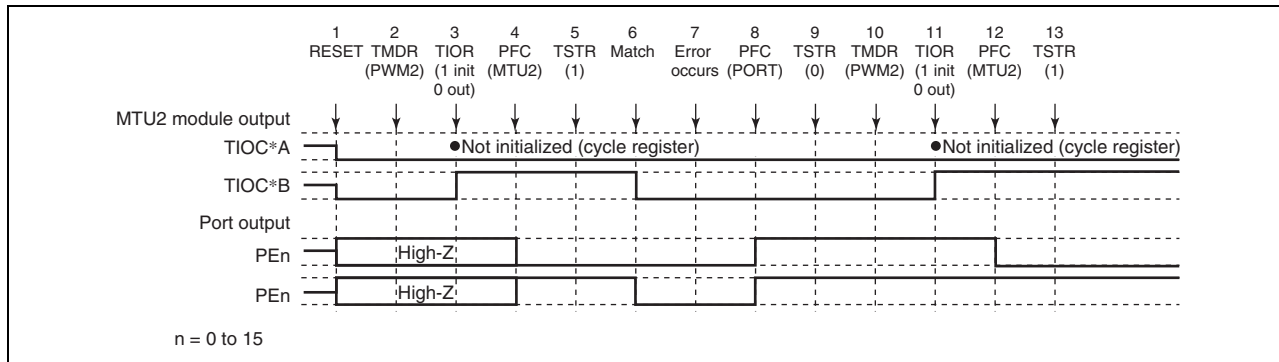 1 2 3 4 5 6 7 8 9 10 11 12 13
RESET TMDR TIOR PFC TSTR Match Error PFC TSTR TMDR TIOR PFC TSTR
(PWM2) (1 init (MTU2) (1) occurs (PORT) (0) (PWM2) (1 init (MTU2) (1)
0 out) 0 out)
MTU2 module output
TIOC*A ●Not initialized (cycle register) ●Not initialized (cycle register)
TIOC*B
Port output
PEn High-Z
PEn High-Z
n = 0 to 15